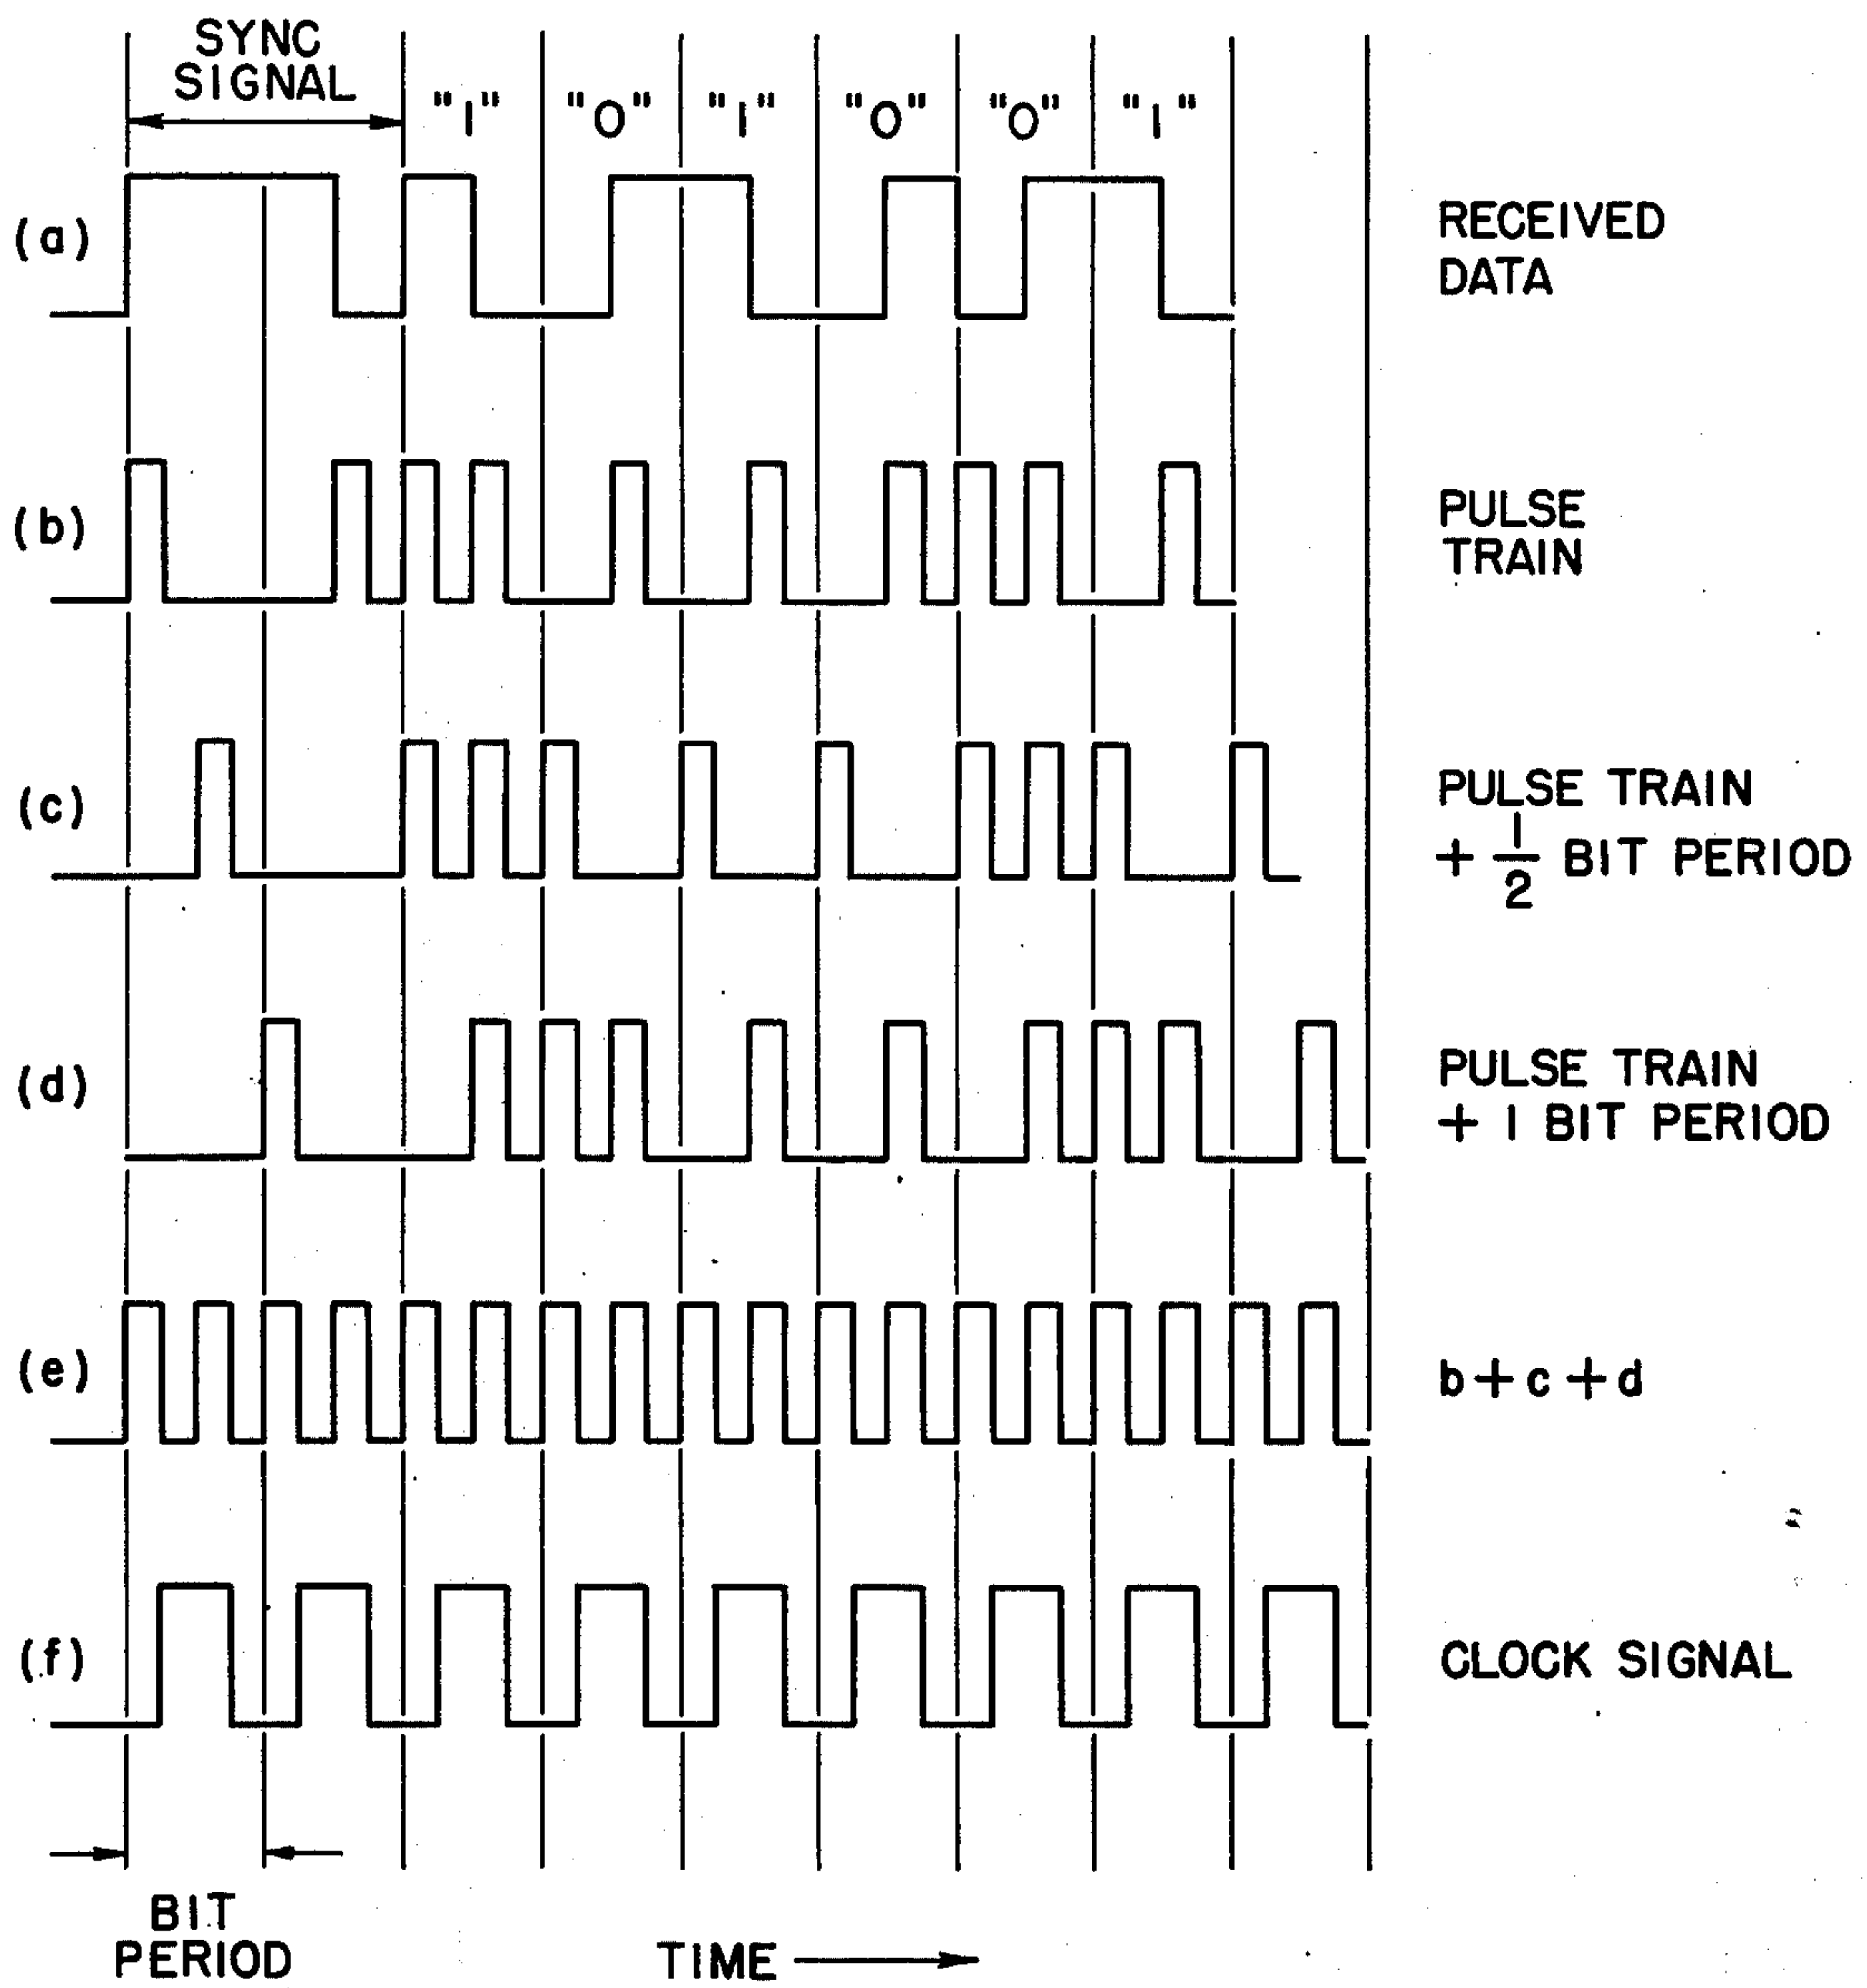 SYNC
SIGNAL
"1" "0" "1" "0" "0" "1"
(a)
RECEIVED
DATA
(b)
PULSE
TRAIN
(c)
PULSE TRAIN
+ 1/2 BIT PERIOD
(d)
PULSE TRAIN
+ 1 BIT PERIOD
(e)
b+c+d
(f)
CLOCK SIGNAL
BIT
PERIOD
TIME